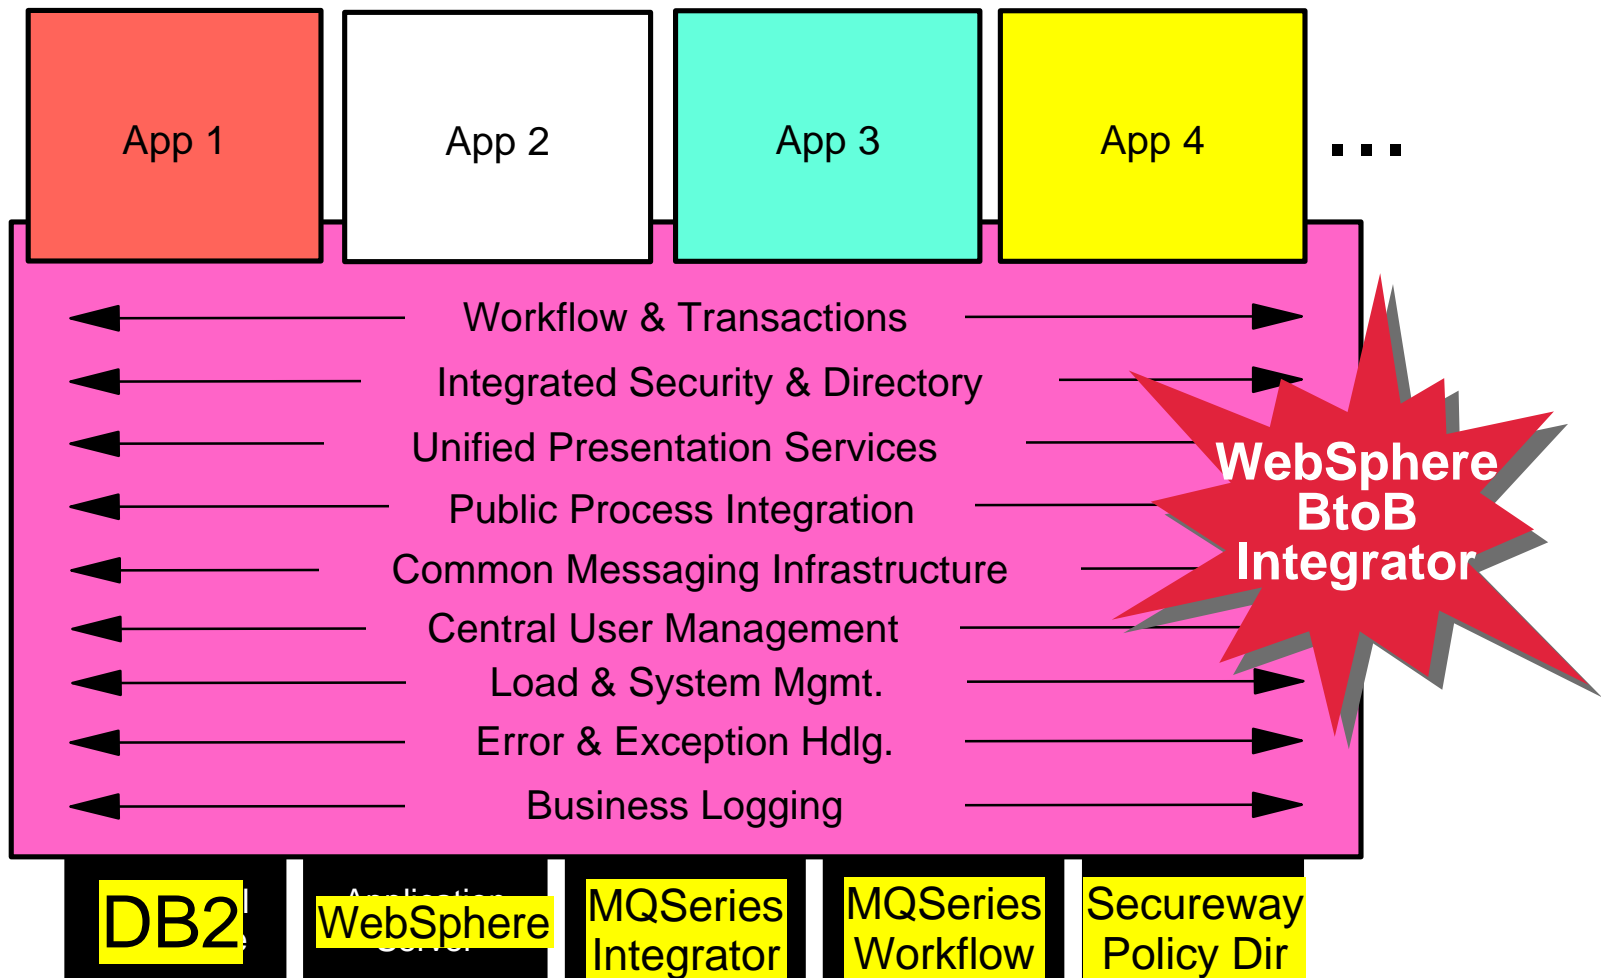 App 1
App 2
App 3
App 4
...
Workflow & Transactions
Integrated Security & Directory
Unified Presentation Services
Public Process Integration
Common Messaging Infrastructure
Central User Management
Load & System Mgmt.
Error & Exception Hdlg.
Business Logging
WebSphere
BtoB
Integrator
DB2
Application
WebSphere
Server
MQSeries
Integrator
MQSeries
Workflow
Secureway
Policy Dir